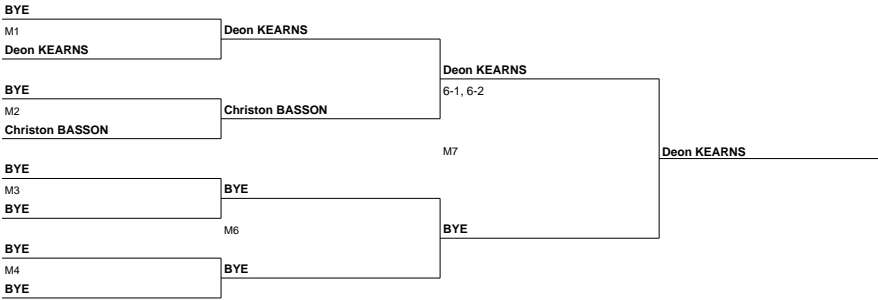 BYE
M1
Deon KEARNS
BYE
M2
Christon BASSON
BYE
M3
BYE
BYE
M4
BYE
Deon KEARNS
Christon BASSON
BYE
M6
BYE
Deon KEARNS
6-1, 6-2
M7
BYE
Deon KEARNS